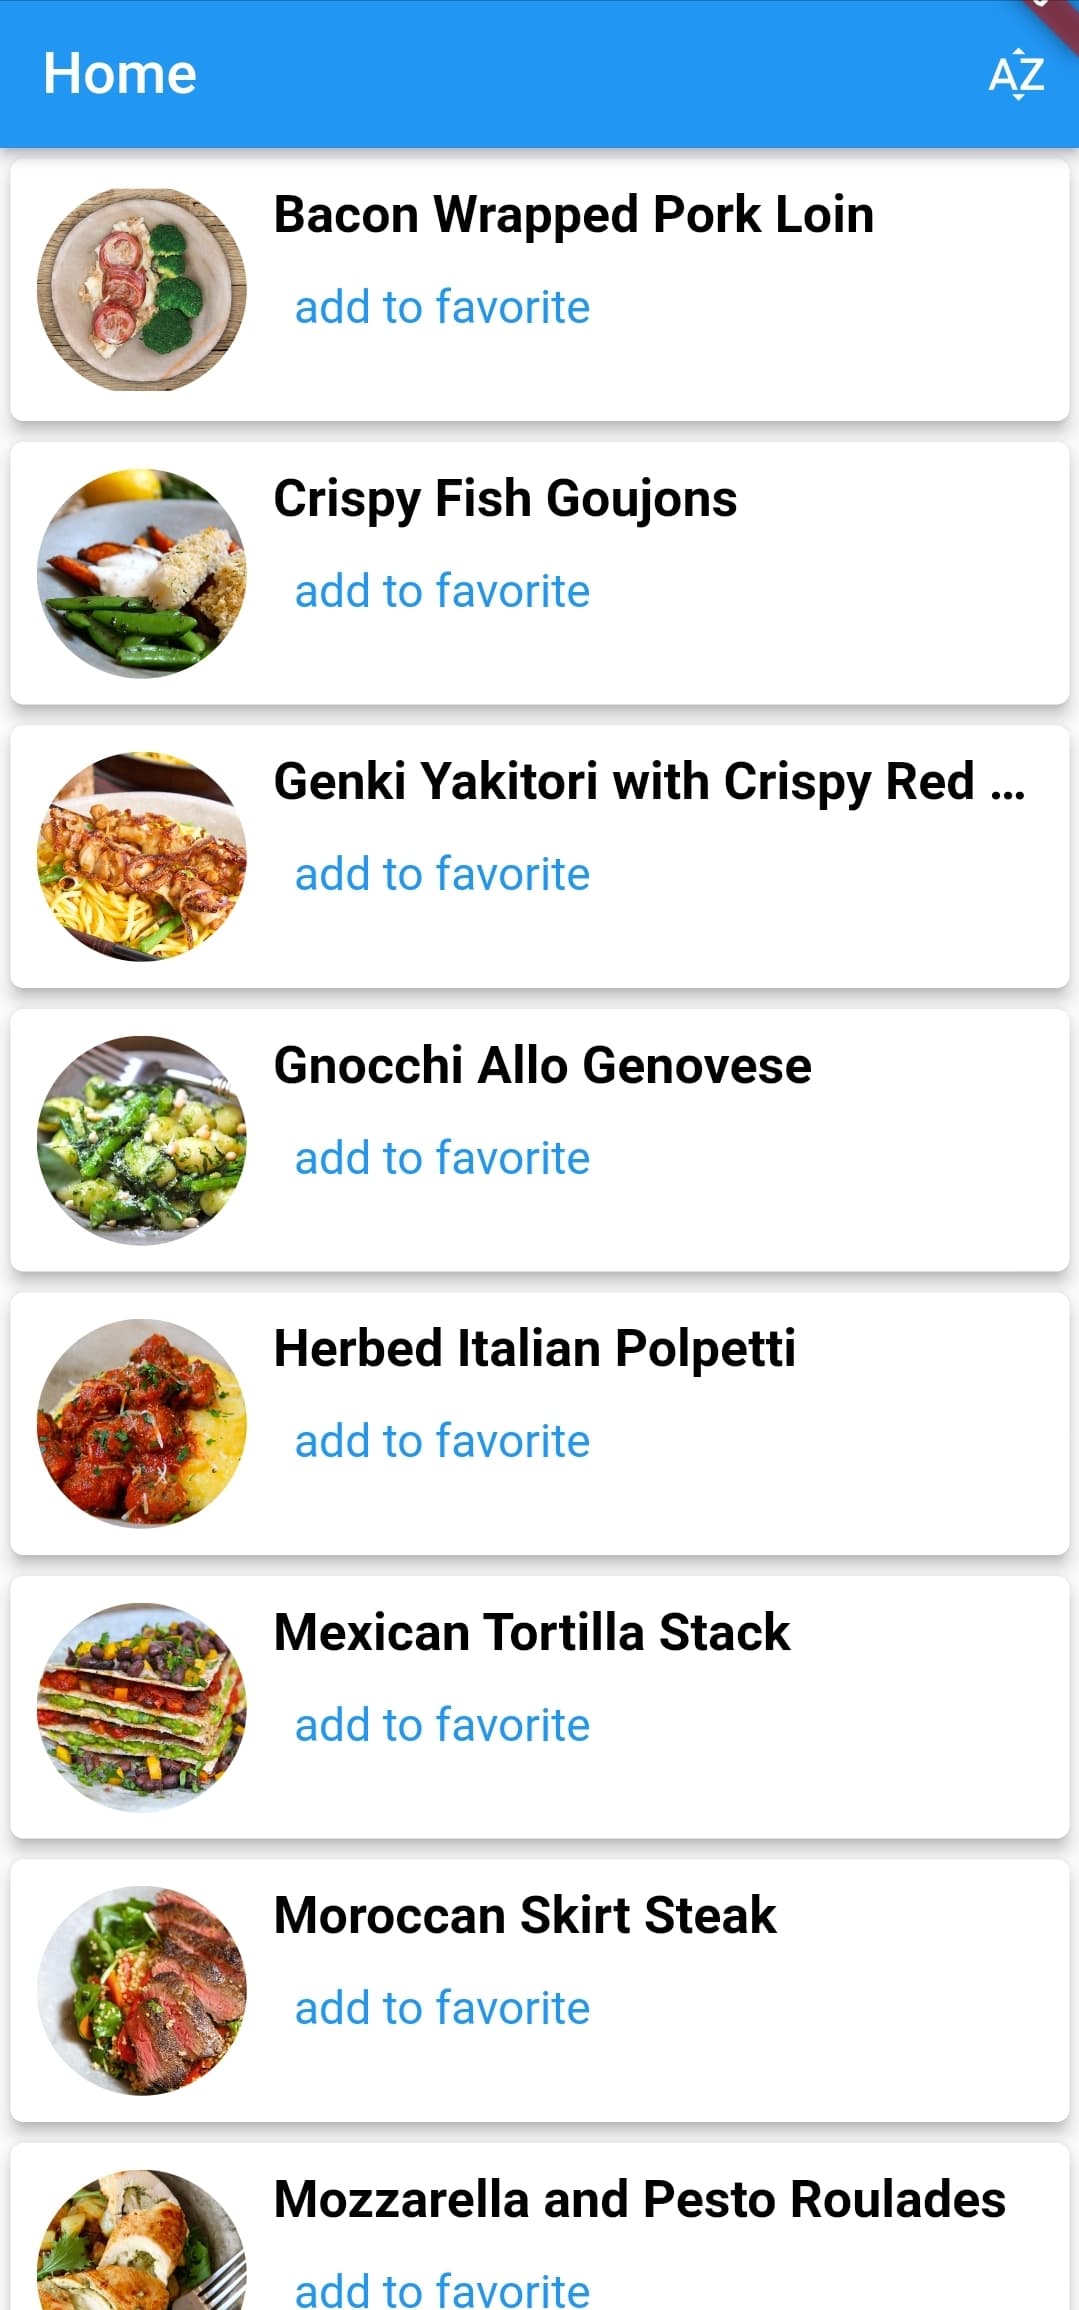 Home
AZ
Bacon Wrapped Pork Loin
add to favorite
Crispy Fish Goujons
add to favorite
Genki Yakitori with Crispy Red ...
add to favorite
Gnocchi Allo Genovese
add to favorite
Herbed Italian Polpetti
add to favorite
Mexican Tortilla Stack
add to favorite
Moroccan Skirt Steak
add to favorite
Mozzarella and Pesto Roulades
add to favorite